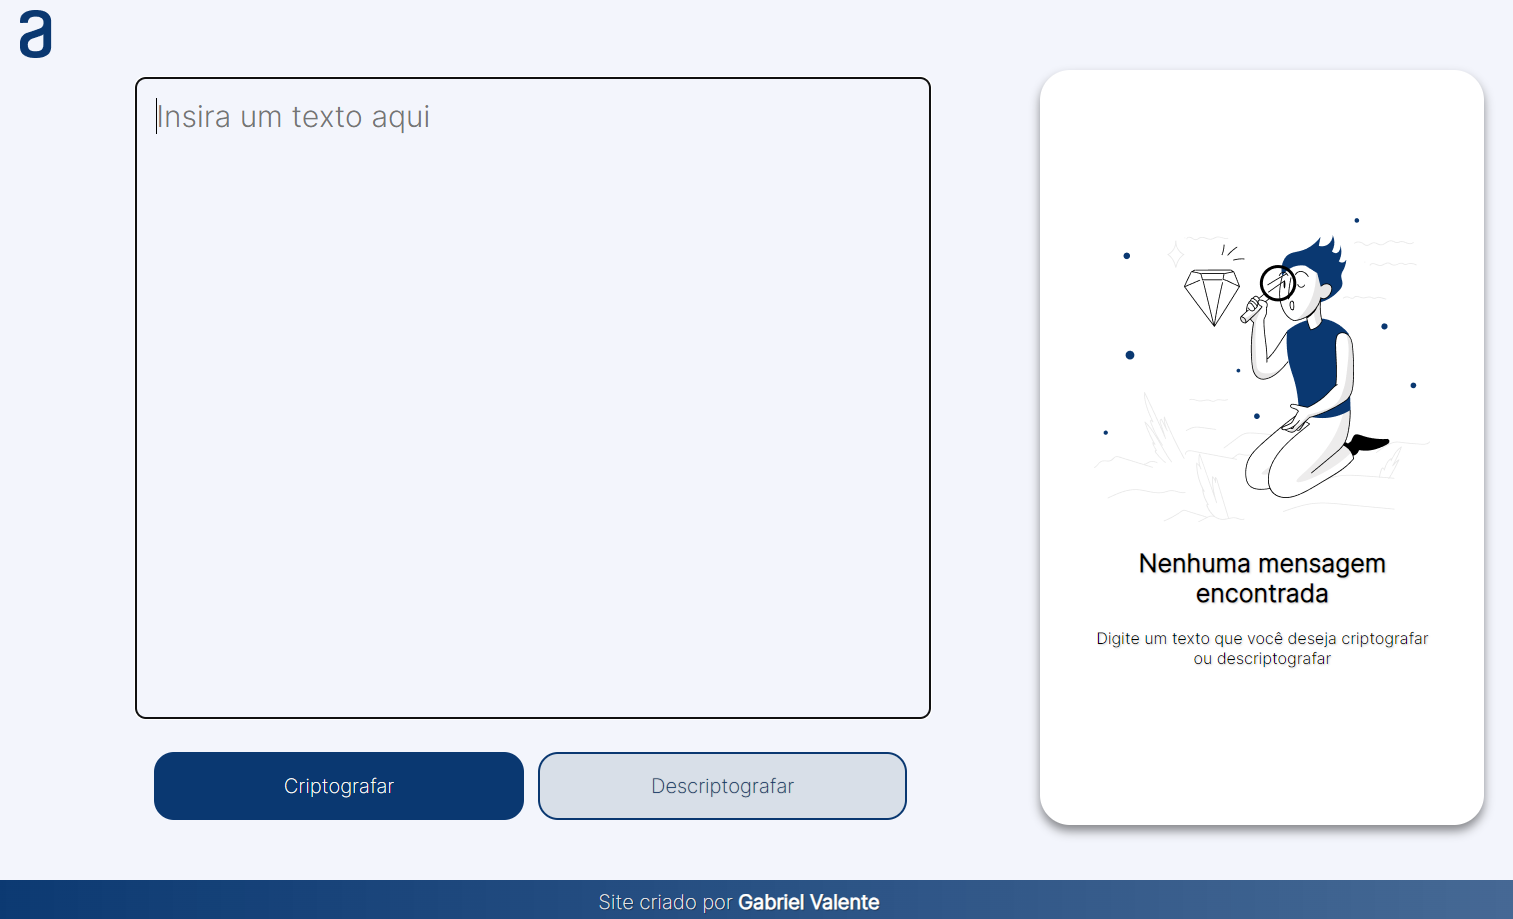 a
Insira um texto aqui
Nenhuma mensagem
encontrada
Digite um texto que você deseja criptografar
ou descriptografar
Criptografar
Descriptografar
Site criado por Gabriel Valente